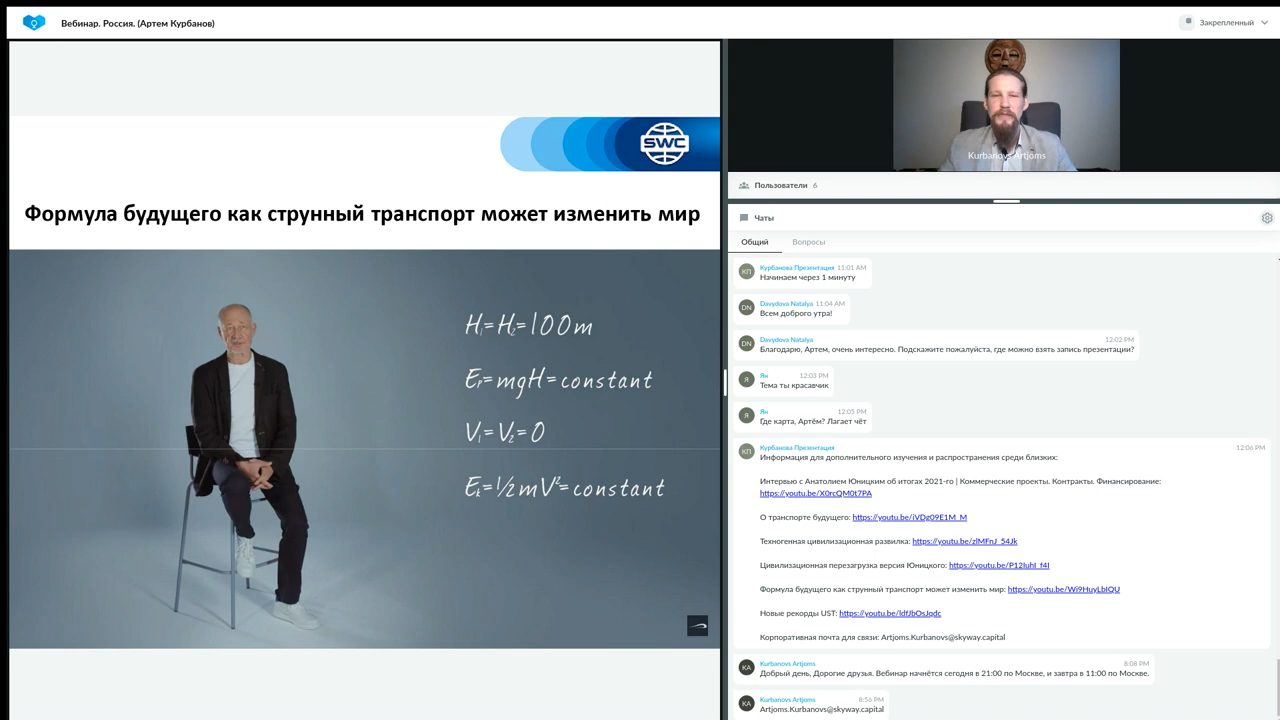 Вебинар. Россия. (Артем Курбанов)
Закрепленный
SWC
Формула будущего как струнный транспорт может изменить мир
H₁=H₂=100m
Eₚ=mgH=constant
V₁=V₂=0
Eₖ=½mV²=constant
Kurbanovs Artjoms
Пользователи 6
Чаты
Общий Вопросы
КП Курбанова Презентация 11:01 AM
Начинаем через 1 минуту
DN Davydova Natalya 11:04 AM
Всем доброго утра!
DN Davydova Natalya 12:02 PM
Благодарю, Артем, очень интересно. Подскажите пожалуйста, где можно взять запись презентации?
Я Ян 12:03 PM
Тема ты красавчик
Я Ян 12:05 PM
Где карта, Артём? Лагает чёт
КП Курбанова Презентация 12:06 PM
Информация для дополнительного изучения и распространения среди близких:
Интервью с Анатолием Юницким об итогах 2021-го | Коммерческие проекты. Контракты. Финансирование:
https://youtu.be/X0rcQM0t7PA
О транспорте будущего: https://youtu.be/iVDg09E1M_M
Техногенная цивилизационная развилка: https://youtu.be/zlMFnJ_54Jk
Цивилизационная перезагрузка версия Юницкого: https://youtu.be/P12Iuhl_f4I
Формула будущего как струнный транспорт может изменить мир: https://youtu.be/Wi9HuyLbIQU
Новые рекорды UST: https://youtu.be/ldfJbOsJqdc
Корпоративная почта для связи: Artjoms.Kurbanovs@skyway.capital
KA Kurbanovs Artjoms 8:08 PM
Добрый день, Дорогие друзья. Вебинар начнётся сегодня в 21:00 по Москве, и завтра в 11:00 по Москве.
KA Kurbanovs Artjoms 8:56 PM
Artjoms.Kurbanovs@skyway.capital